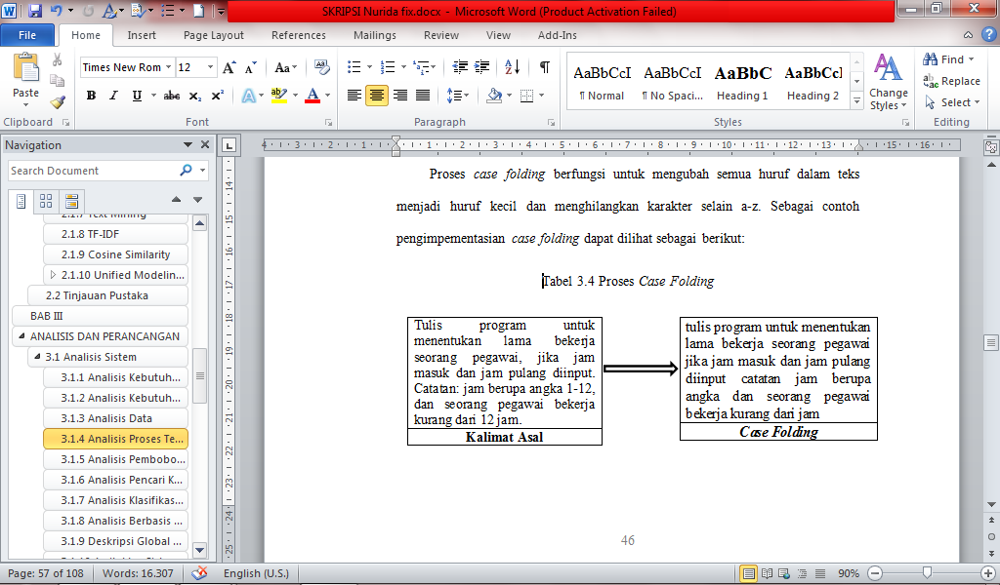 SKRIPSI Nurida fix.docx - Microsoft Word (Product Activation Failed)
File Home Insert Page Layout References Mailings Review View Add-Ins
Paste
Times New Rom 12
AaBbCcI AaBbCcI AaBbC AaBbCcI
¶ Normal ¶ No Spaci... Heading 1 Heading 2
Change Styles
Find
Replace
Select
Clipboard Font Paragraph Styles Editing
Navigation
Search Document
2.1.7 Text Mining
2.1.8 TF-IDF
2.1.9 Cosine Similarity
2.1.10 Unified Modelin...
2.2 Tinjauan Pustaka
BAB III
ANALISIS DAN PERANCANGAN
3.1 Analisis Sistem
3.1.1 Analisis Kebutuh...
3.1.2 Analisis Kebutuh...
3.1.3 Analisis Data
3.1.4 Analisis Proses Te...
3.1.5 Analisis Pembobo...
3.1.6 Analisis Pencari K...
3.1.7 Analisis Klasifikas...
3.1.8 Analisis Berbasis ...
3.1.9 Deskripsi Global ...
Proses case folding berfungsi untuk mengubah semua huruf dalam teks
menjadi huruf kecil dan menghilangkan karakter selain a-z. Sebagai contoh
pengimpementasian case folding dapat dilihat sebagai berikut:
Tabel 3.4 Proses Case Folding
Tulis program untuk
menentukan lama bekerja
seorang pegawai, jika jam
masuk dan jam pulang diinput.
Catatan: jam berupa angka 1-12,
dan seorang pegawai bekerja
kurang dari 12 jam.
Kalimat Asal
tulis program untuk menentukan
lama bekerja seorang pegawai
jika jam masuk dan jam pulang
diinput catatan jam berupa
angka dan seorang pegawai
bekerja kurang dari jam
Case Folding
46
Page: 57 of 108 Words: 16.307 English (U.S.) 90%